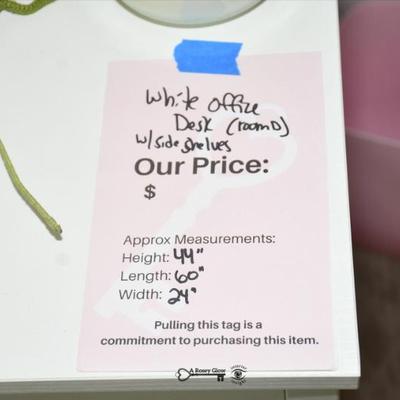 White office
Desk (room D)
w/side shelves
Our Price:
$
Approx Measurements:
Height: 44"
Length: 60"
Width: 24"
Pulling this tag is a
commitment to purchasing this item.
A Rosey Glow